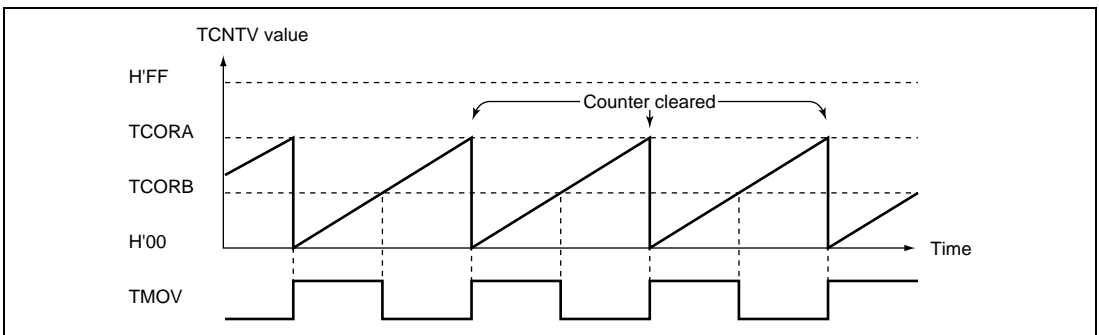 TCNTV value
H'FF
Counter cleared
TCORA
TCORB
H'00
Time
TMOV